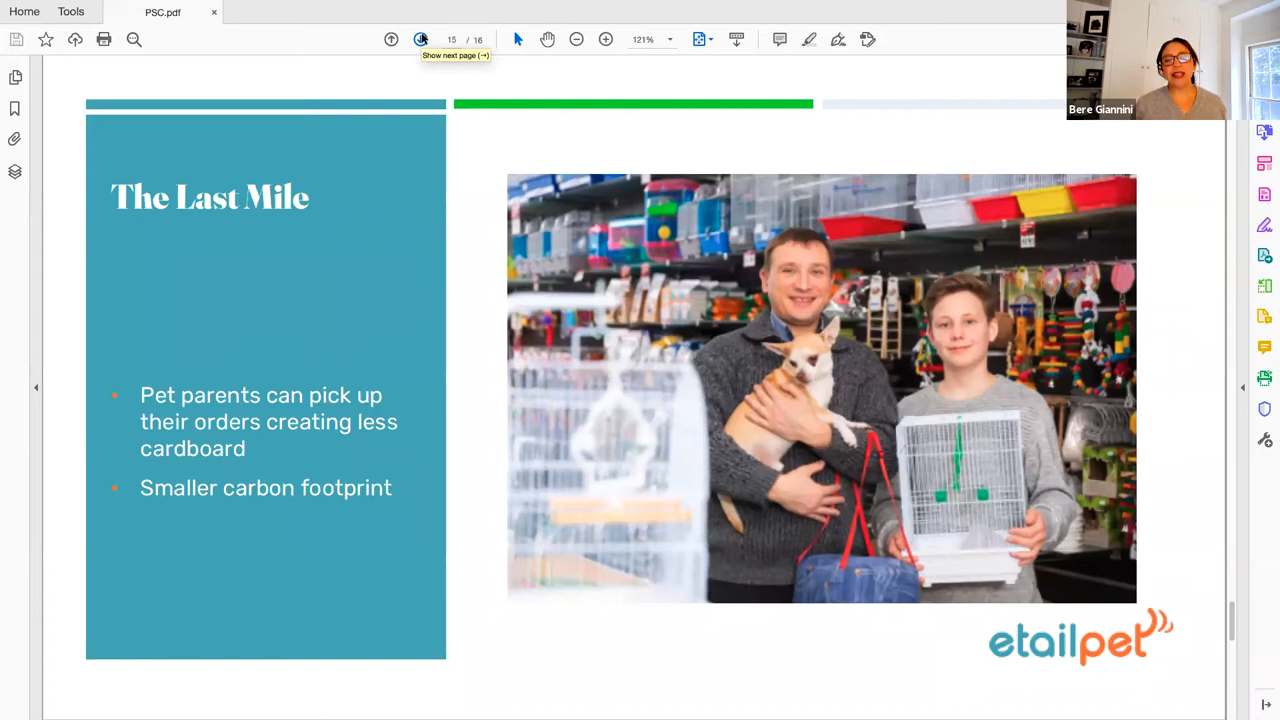 Home
Tools
PSC.pdf
×
15 / 16
121%
Show next page (→)
Bere Giannini
The Last Mile
• Pet parents can pick up
their orders creating less
cardboard
• Smaller carbon footprint
etailpet